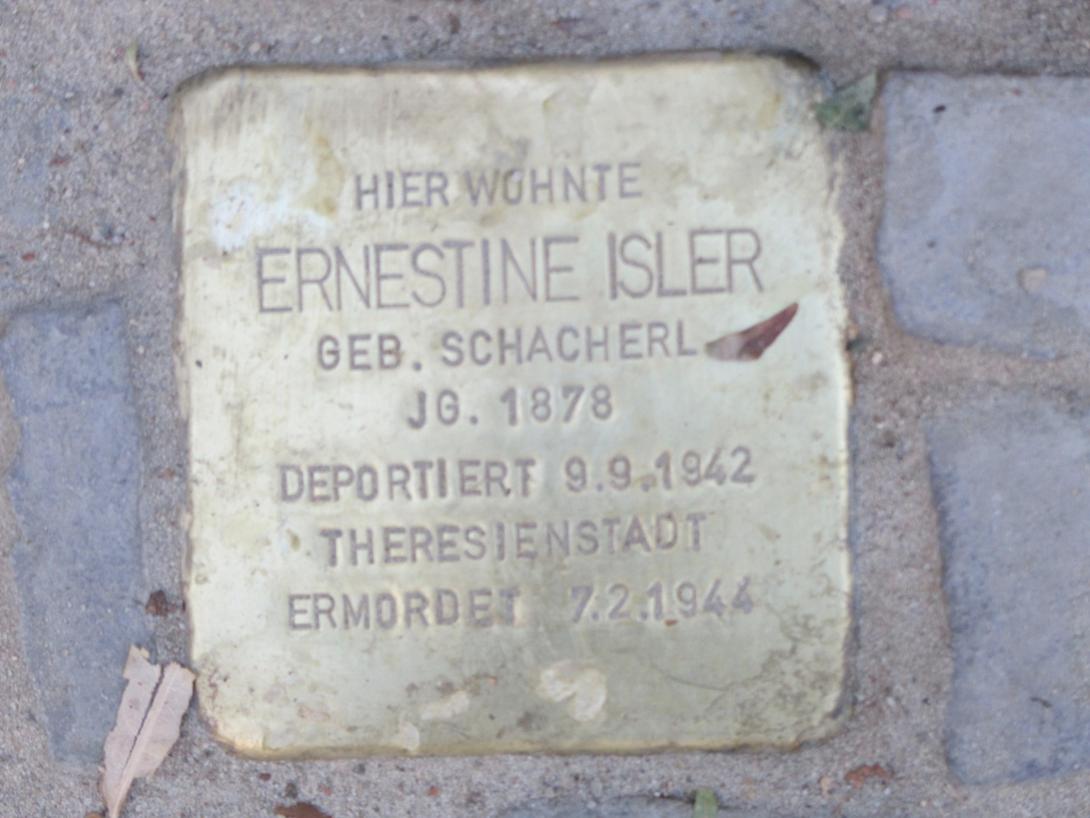 HIER WOHNTE
ERNESTINE ISLER
GEB. SCHACHERL
JG. 1878
DEPORTIERT 9.9.1942
THERESIENSTADT
ERMORDET 7.2.1944